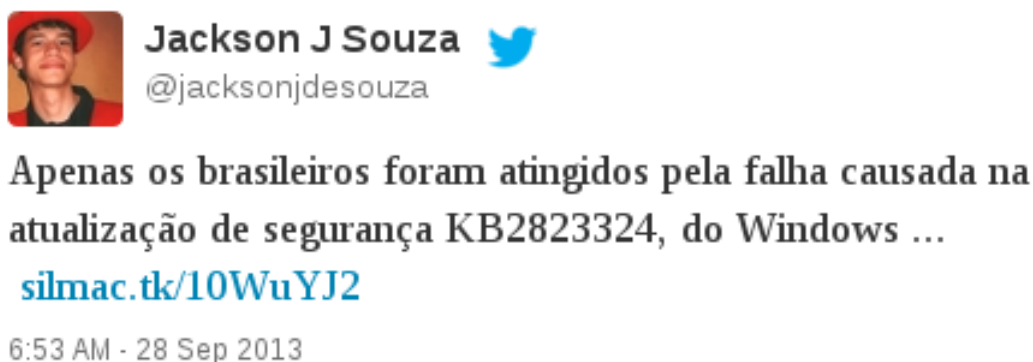 Jackson J Souza
@jacksonjdesouza
Apenas os brasileiros foram atingidos pela falha causada na
atualização de segurança KB2823324, do Windows ...
silmac.tk/10WuYJ2
6:53 AM - 28 Sep 2013